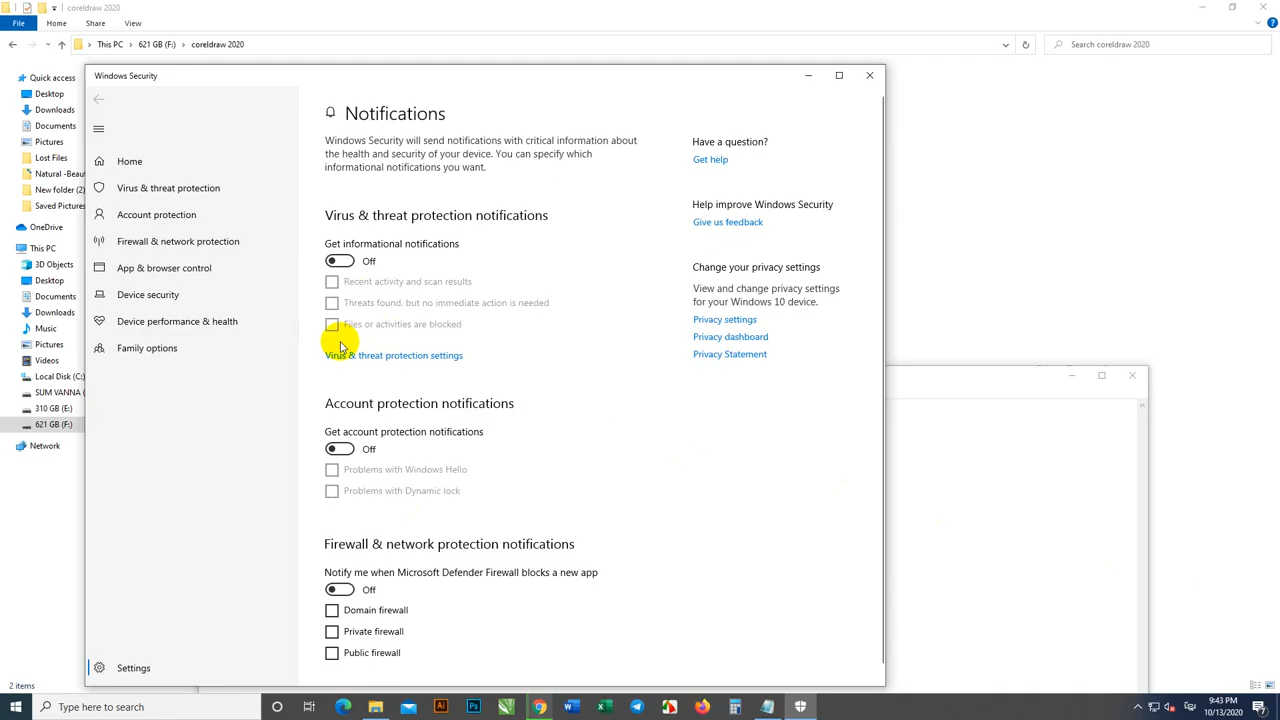 coreldraw 2020
File
Home
Share
View
This PC
621 GB (F:)
coreldraw 2020
Search coreldraw 2020
Quick access
Desktop
Downloads
Documents
Pictures
Lost Files
Natural -Beau
New folder (2)
Saved Pictures
OneDrive
This PC
3D Objects
Desktop
Documents
Downloads
Music
Pictures
Videos
Local Disk (C:)
SUM VANNA (
310 GB (E:)
621 GB (F:)
Network
2 items
Windows Security
Home
Virus & threat protection
Account protection
Firewall & network protection
App & browser control
Device security
Device performance & health
Family options
Settings
Notifications
Windows Security will send notifications with critical information about
the health and security of your device. You can specify which
informational notifications you want.
Virus & threat protection notifications
Get informational notifications
Off
Recent activity and scan results
Threats found, but no immediate action is needed
Files or activities are blocked
Virus & threat protection settings
Account protection notifications
Get account protection notifications
Off
Problems with Windows Hello
Problems with Dynamic lock
Firewall & network protection notifications
Notify me when Microsoft Defender Firewall blocks a new app
Off
Domain firewall
Private firewall
Public firewall
Have a question?
Get help
Help improve Windows Security
Give us feedback
Change your privacy settings
View and change privacy settings
for your Windows 10 device.
Privacy settings
Privacy dashboard
Privacy Statement
Type here to search
9:43 PM
10/13/2020